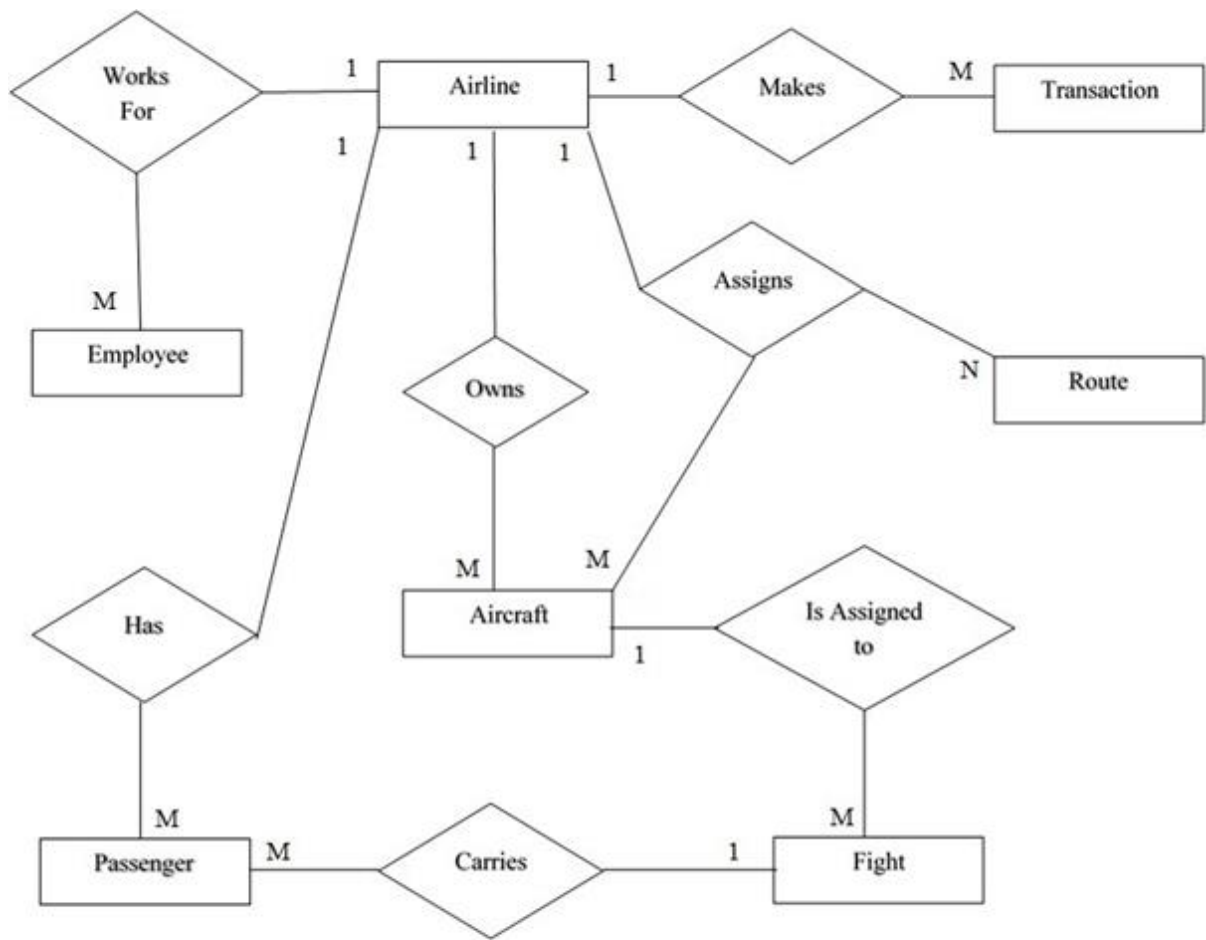 Works
For
1
Airline
1
Makes
M
Transaction
1
1
1
M
Employee
Assigns
Owns
N
Route
M
M
Aircraft
1
Is Assigned
to
Has
M
Passenger
M
Carries
1
M
Fight